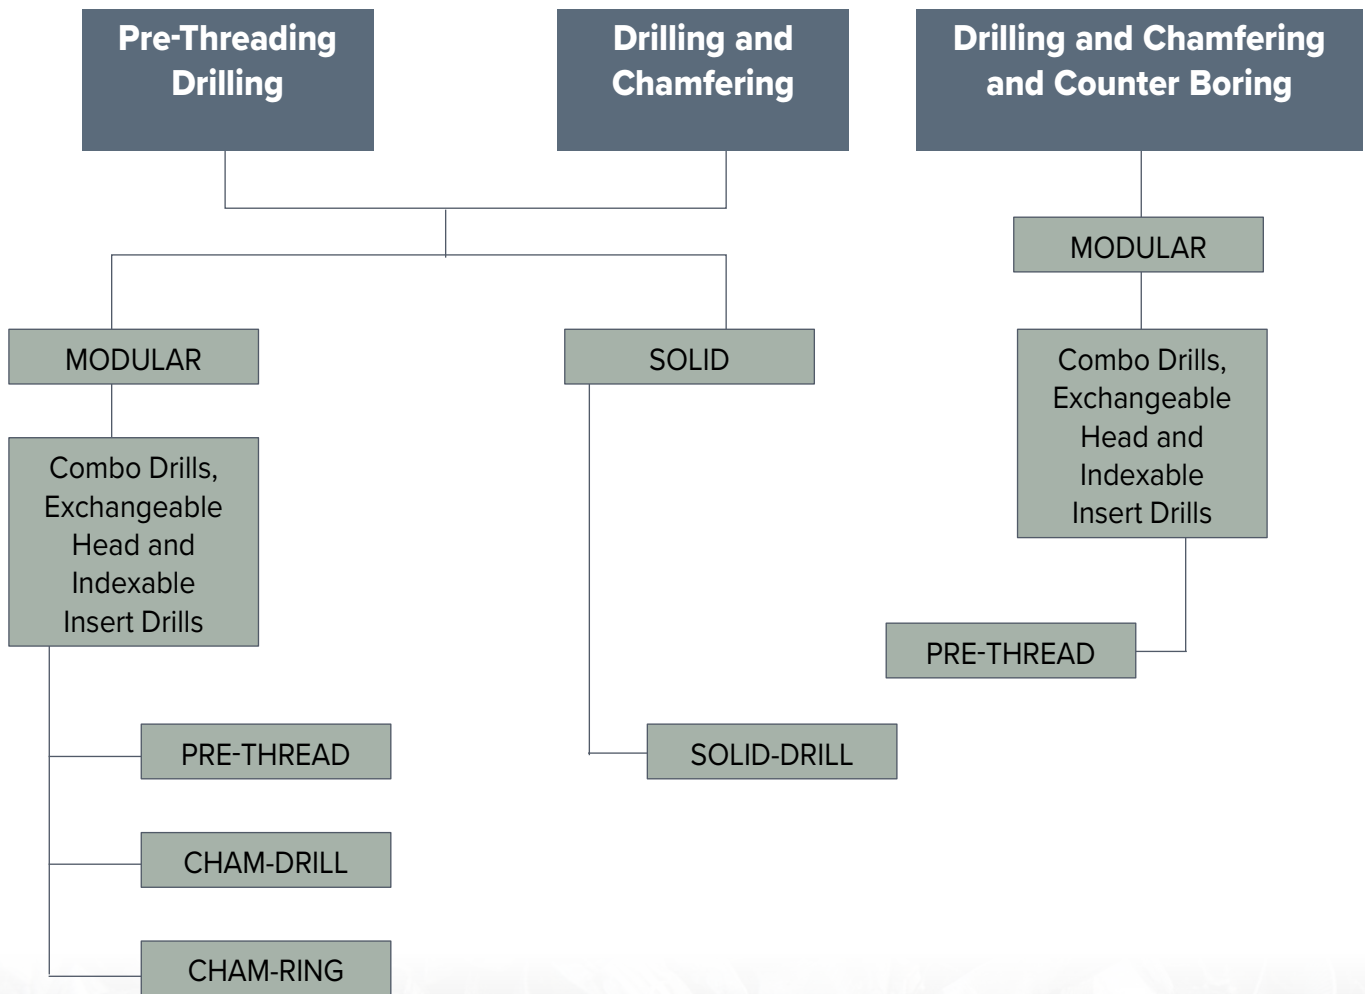 Pre-Threading
Drilling
Drilling and
Chamfering
Drilling and Chamfering
and Counter Boring
MODULAR
MODULAR
SOLID
Combo Drills,
Exchangeable
Head and
Indexable
Insert Drills
Combo Drills,
Exchangeable
Head and
Indexable
Insert Drills
PRE-THREAD
PRE-THREAD
SOLID-DRILL
CHAM-DRILL
CHAM-RING